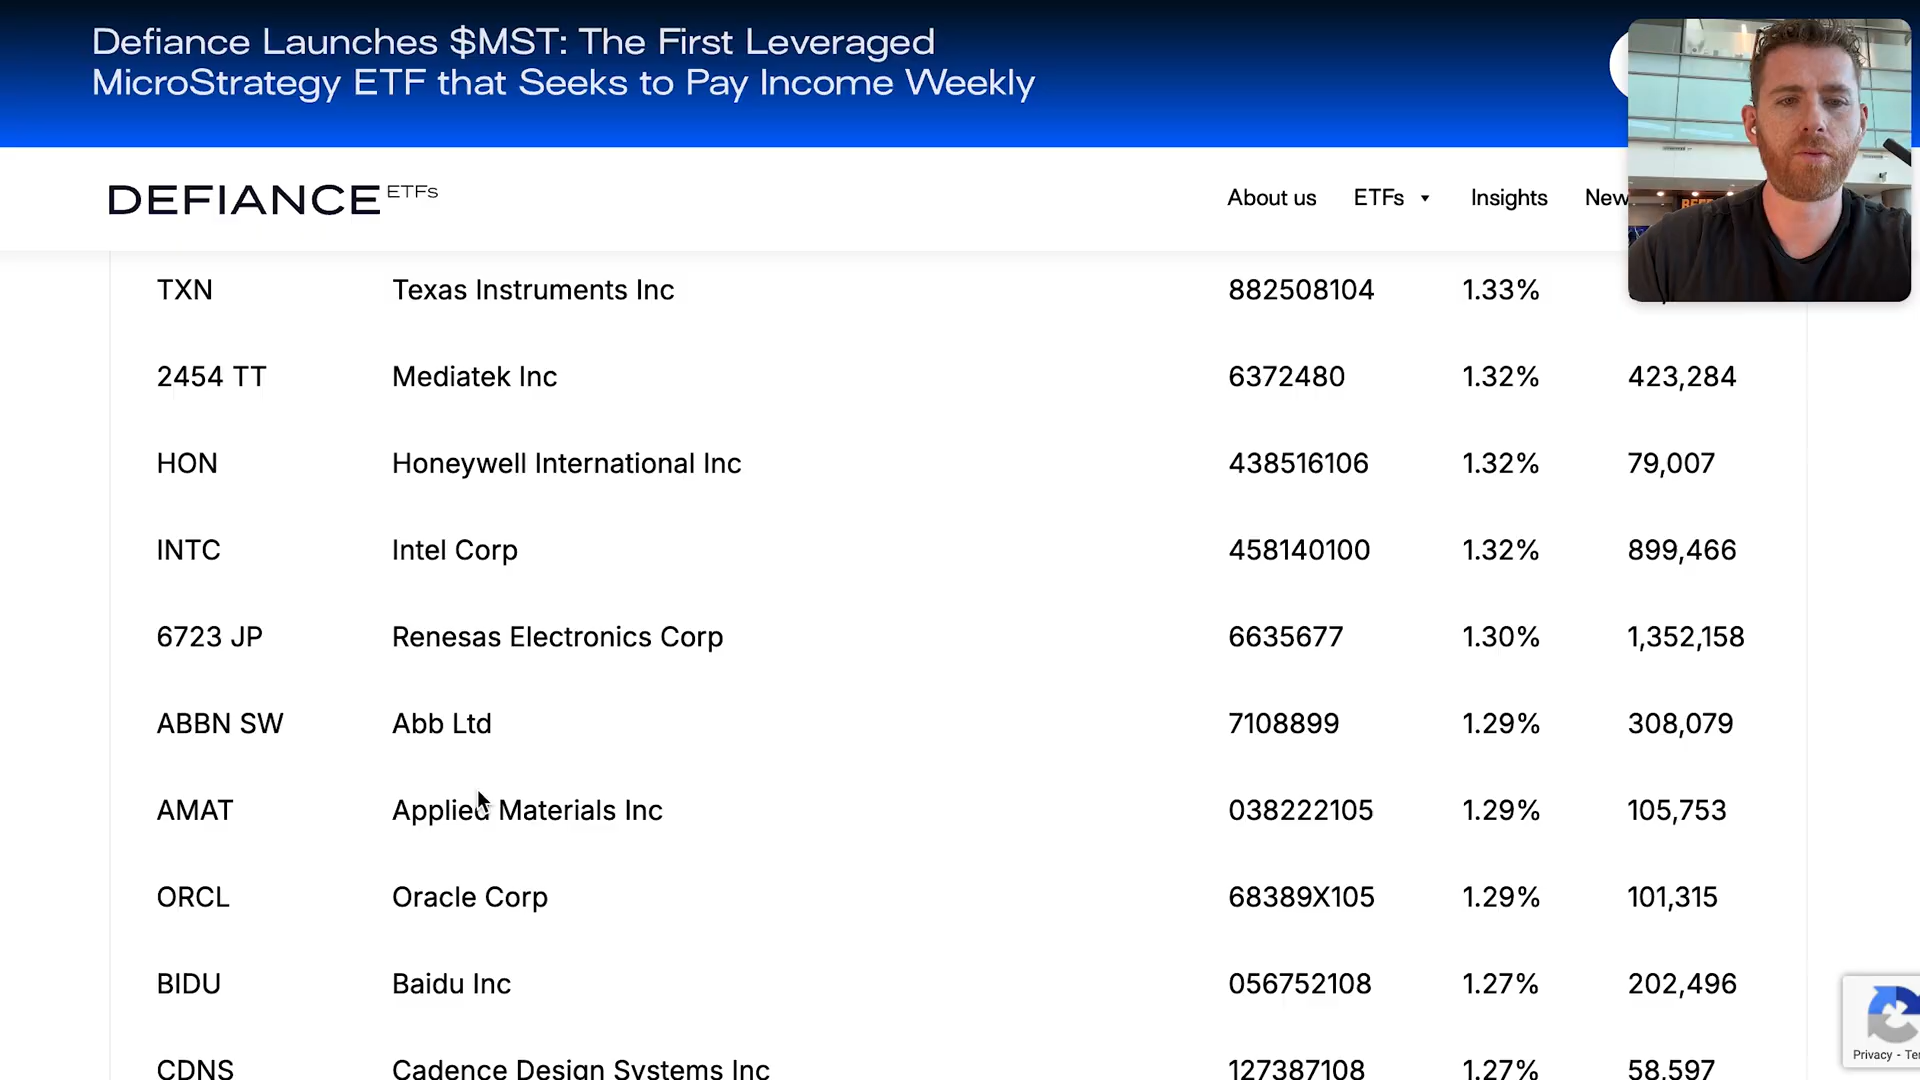 Defiance Launches $MST: The First Leveraged
MicroStrategy ETF that Seeks to Pay Income Weekly
DEFIANCE ETFs
About us ETFs Insights
TXN Texas Instruments Inc 882508104 1.33%
2454 TT Mediatek Inc 6372480 1.32% 423,284
HON Honeywell International Inc 438516106 1.32% 79,007
INTC Intel Corp 458140100 1.32% 899,466
6723 JP Renesas Electronics Corp 6635677 1.30% 1,352,158
ABBN SW Abb Ltd 7108899 1.29% 308,079
AMAT Applied Materials Inc 038222105 1.29% 105,753
ORCL Oracle Corp 68389X105 1.29% 101,315
BIDU Baidu Inc 056752108 1.27% 202,496
CDNS Cadence Design Systems Inc 127387108 1.27% 58,597
Privacy -